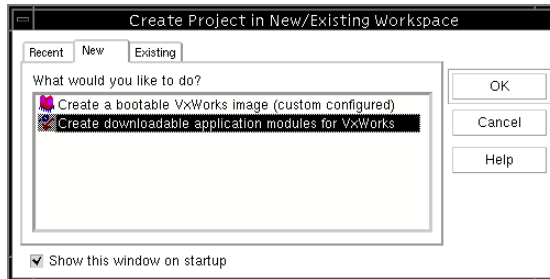 Create Project in New/Existing Workspace
Recent New Existing
What would you like to do?
Create a bootable VxWorks image (custom configured)
Create downloadable application modules for VxWorks
OK
Cancel
Help
Show this window on startup